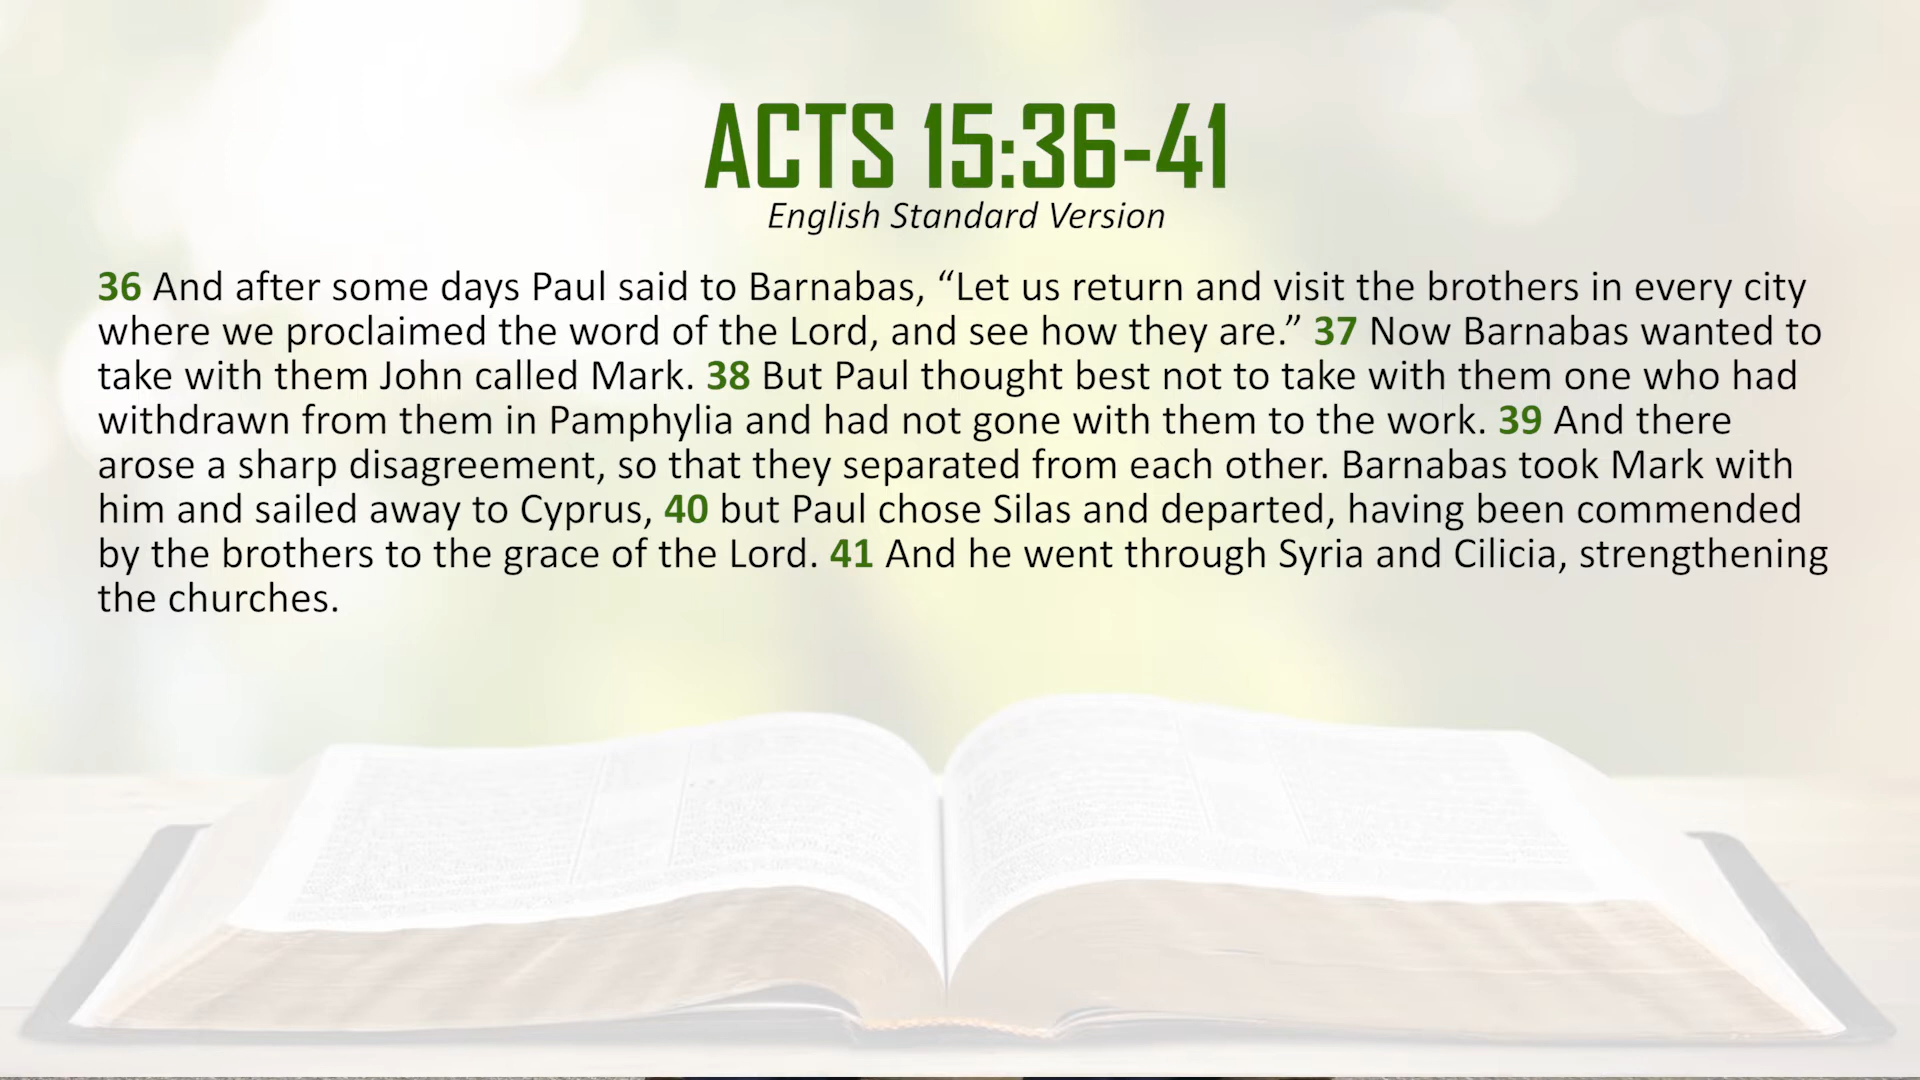 ACTS 15:36-41
English Standard Version
36 And after some days Paul said to Barnabas, “Let us return and visit the brothers in every city
where we proclaimed the word of the Lord, and see how they are.” 37 Now Barnabas wanted to
take with them John called Mark. 38 But Paul thought best not to take with them one who had
withdrawn from them in Pamphylia and had not gone with them to the work. 39 And there
arose a sharp disagreement, so that they separated from each other. Barnabas took Mark with
him and sailed away to Cyprus, 40 but Paul chose Silas and departed, having been commended
by the brothers to the grace of the Lord. 41 And he went through Syria and Cilicia, strengthening
the churches.